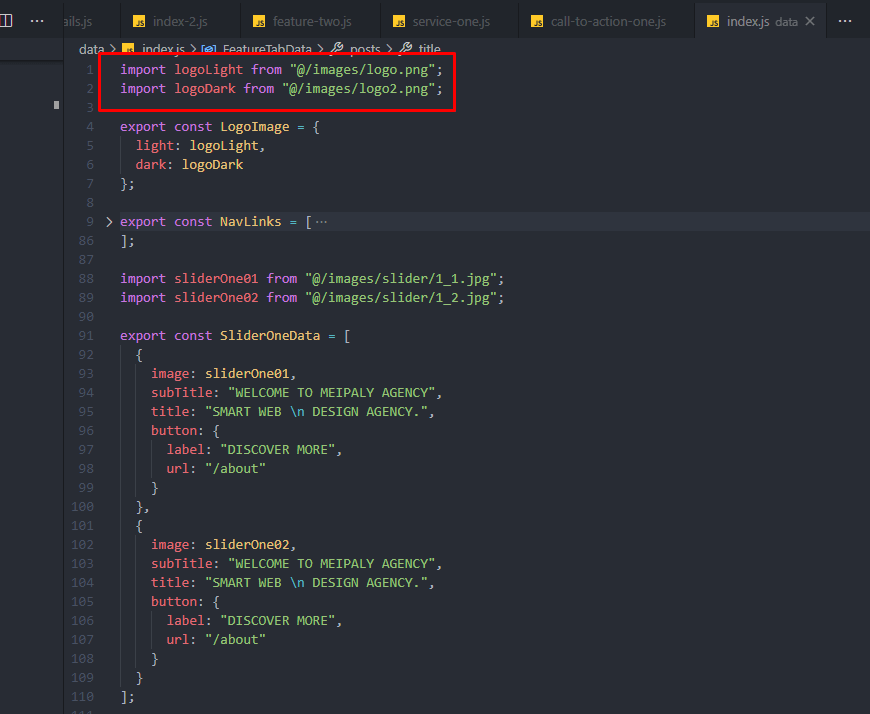 ails.js index-2.js feature-two.js service-one.js call-to-action-one.js index.js data
data > index.js > FeatureTabData > posts > title
1 import logoLight from "@/images/logo.png";
2 import logoDark from "@/images/logo2.png";
3
4 export const LogoImage = {
5 light: logoLight,
6 dark: logoDark
7 };
8
9 export const NavLinks = [ ···
86 ];
87
88 import sliderOne01 from "@/images/slider/1_1.jpg";
89 import sliderOne02 from "@/images/slider/1_2.jpg";
90
91 export const SliderOneData = [
92 {
93 image: sliderOne01,
94 subTitle: "WELCOME TO MEIPALY AGENCY",
95 title: "SMART WEB \n DESIGN AGENCY.",
96 button: {
97 label: "DISCOVER MORE",
98 url: "/about"
99 }
100 },
101 {
102 image: sliderOne02,
103 subTitle: "WELCOME TO MEIPALY AGENCY",
104 title: "SMART WEB \n DESIGN AGENCY.",
105 button: {
106 label: "DISCOVER MORE",
107 url: "/about"
108 }
109 }
110 ];